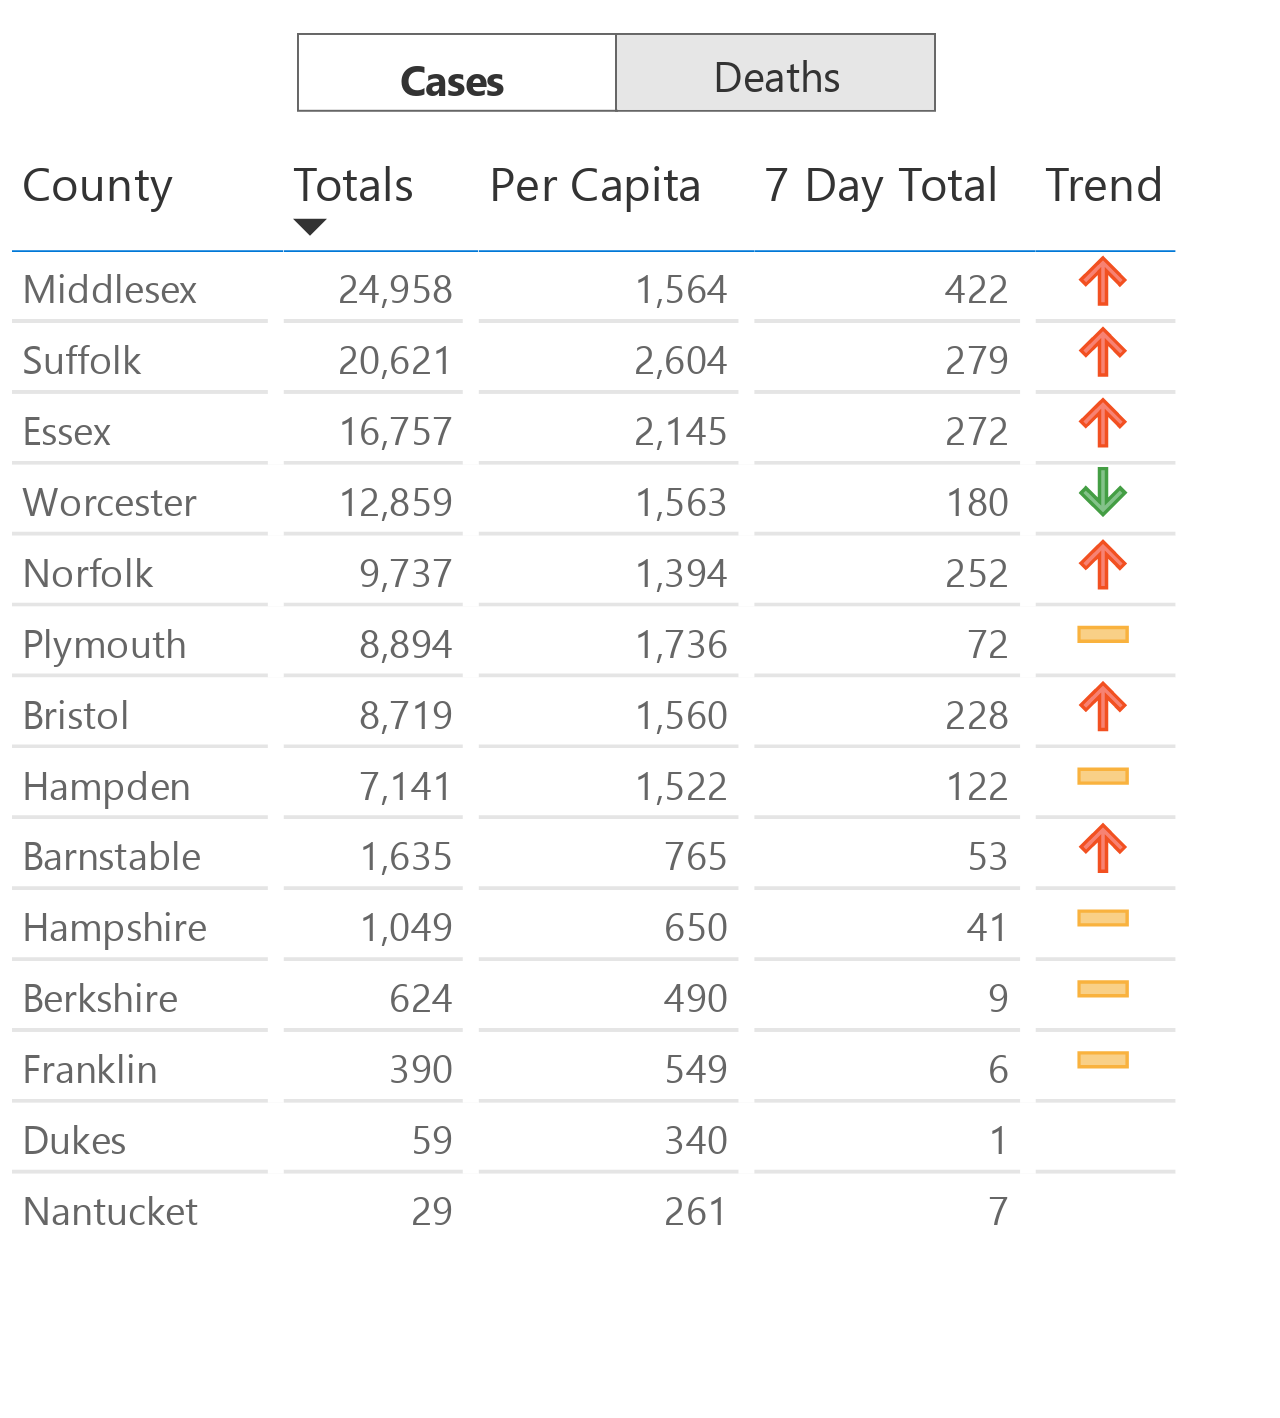 Cases Deaths
County Totals Per Capita 7 Day Total Trend
Middlesex 24,958 1,564 422
Suffolk 20,621 2,604 279
Essex 16,757 2,145 272
Worcester 12,859 1,563 180
Norfolk 9,737 1,394 252
Plymouth 8,894 1,736 72
Bristol 8,719 1,560 228
Hampden 7,141 1,522 122
Barnstable 1,635 765 53
Hampshire 1,049 650 41
Berkshire 624 490 9
Franklin 390 549 6
Dukes 59 340 1
Nantucket 29 261 7